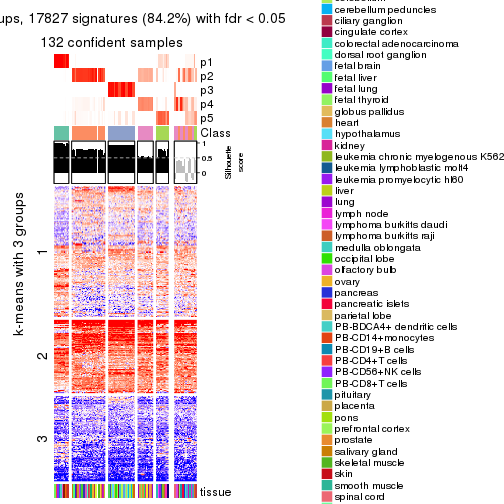 ups, 17827 signatures (84.2%) with fdr < 0.05
132 confident samples
p1
p2
p3
p4
p5
Class
1
0.5
0
Silhouette
score
k-means with 3 groups
1
2
3
tissue
cerebellum peduncles
ciliary ganglion
cingulate cortex
colorectal adenocarcinoma
dorsal root ganglion
fetal brain
fetal liver
fetal lung
fetal thyroid
globus pallidus
heart
hypothalamus
kidney
leukemia chronic myelogenous K562
leukemia lymphoblastic molt4
leukemia promyelocytic hl60
liver
lung
lymph node
lymphoma burkitts daudi
lymphoma burkitts raji
medulla oblongata
occipital lobe
olfactory bulb
ovary
pancreas
pancreatic islets
parietal lobe
PB-BDCA4+ dendritic cells
PB-CD14+monocytes
PB-CD19+B cells
PB-CD4+T cells
PB-CD56+NK cells
PB-CD8+T cells
pituitary
placenta
pons
prefrontal cortex
prostate
salivary gland
skeletal muscle
skin
smooth muscle
spinal cord